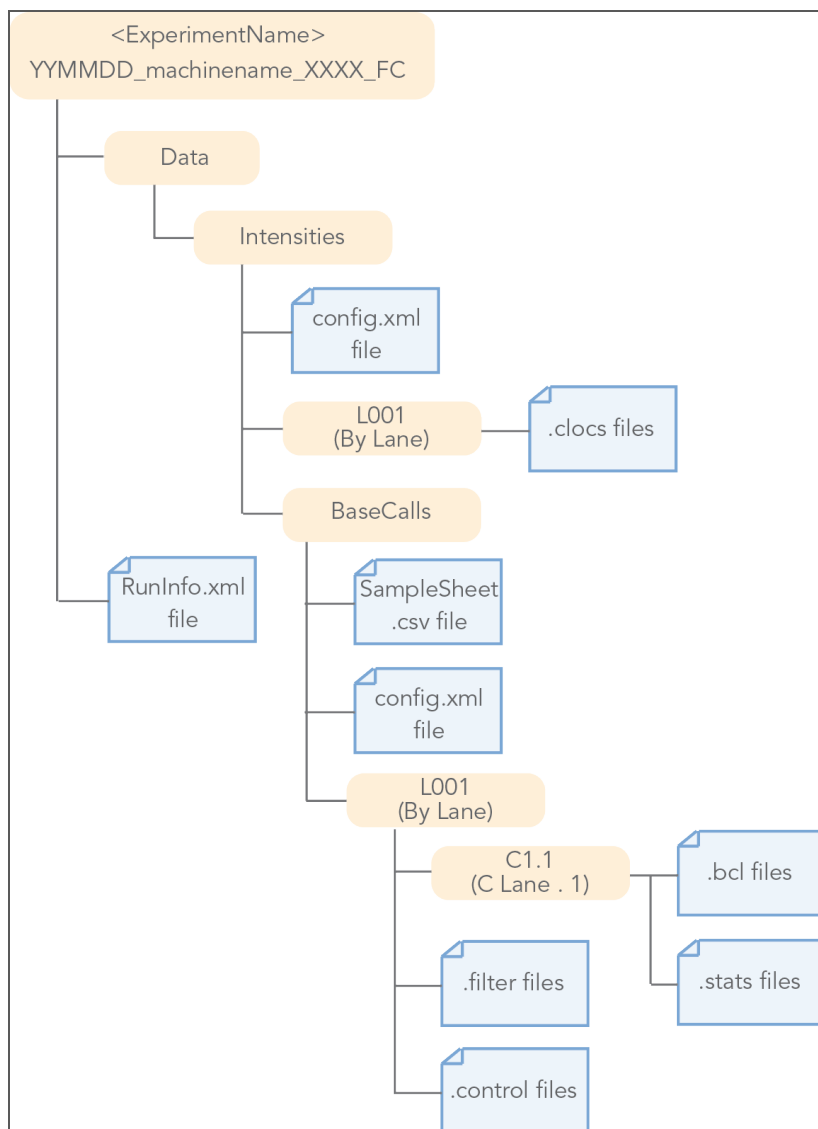 <ExperimentName>
YYMMDD_machinename_XXXX_FC
Data
Intensities
config.xml
file
L001
(By Lane)
.clocs files
BaseCalls
RunInfo.xml
file
SampleSheet
.csv file
config.xml
file
L001
(By Lane)
C1.1
(C Lane . 1)
.bcl files
.filter files
.stats files
.control files